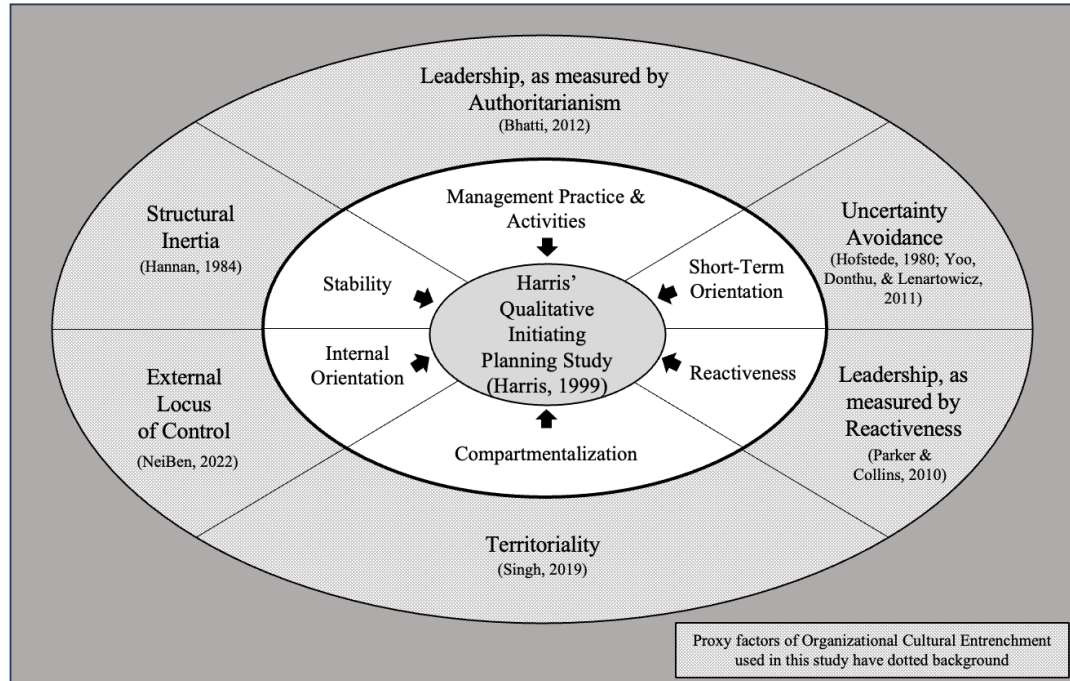 Leadership, as measured by
Authoritarianism
(Bhatti, 2012)
Management Practice &
Activities
Structural
Inertia
(Hannan, 1984)
Uncertainty
Avoidance
(Hofstede, 1980; Yoo,
Donthu, & Lenartowicz,
2011)
Stability
Short-Term
Orientation
Harris’
Qualitative
Initiating
Planning Study
(Harris, 1999)
Internal
Orientation
Reactiveness
External
Locus
of Control
(NeiBen, 2022)
Leadership, as
measured by
Reactiveness
(Parker &
Collins, 2010)
Compartmentalization
Territoriality
(Singh, 2019)
Proxy factors of Organizational Cultural Entrenchment
used in this study have dotted background